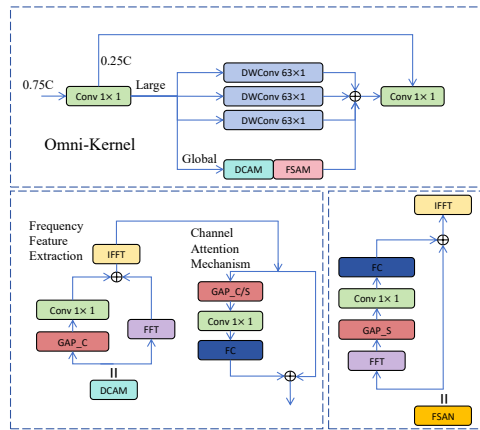 0.25C
0.75C
Conv 1×1
Large
DWConv 63×1
DWConv 63×1
DWConv 63×1
Conv 1×1
Omni-Kernel
Global
DCAM
FSAM
Frequency
Feature
Extraction
IFFT
Conv 1×1
GAP_C
FFT
DCAM
Channel
Attention
Mechanism
GAP_C/S
Conv 1×1
FC
IFFT
FC
Conv 1×1
GAP_S
FFT
FSAN